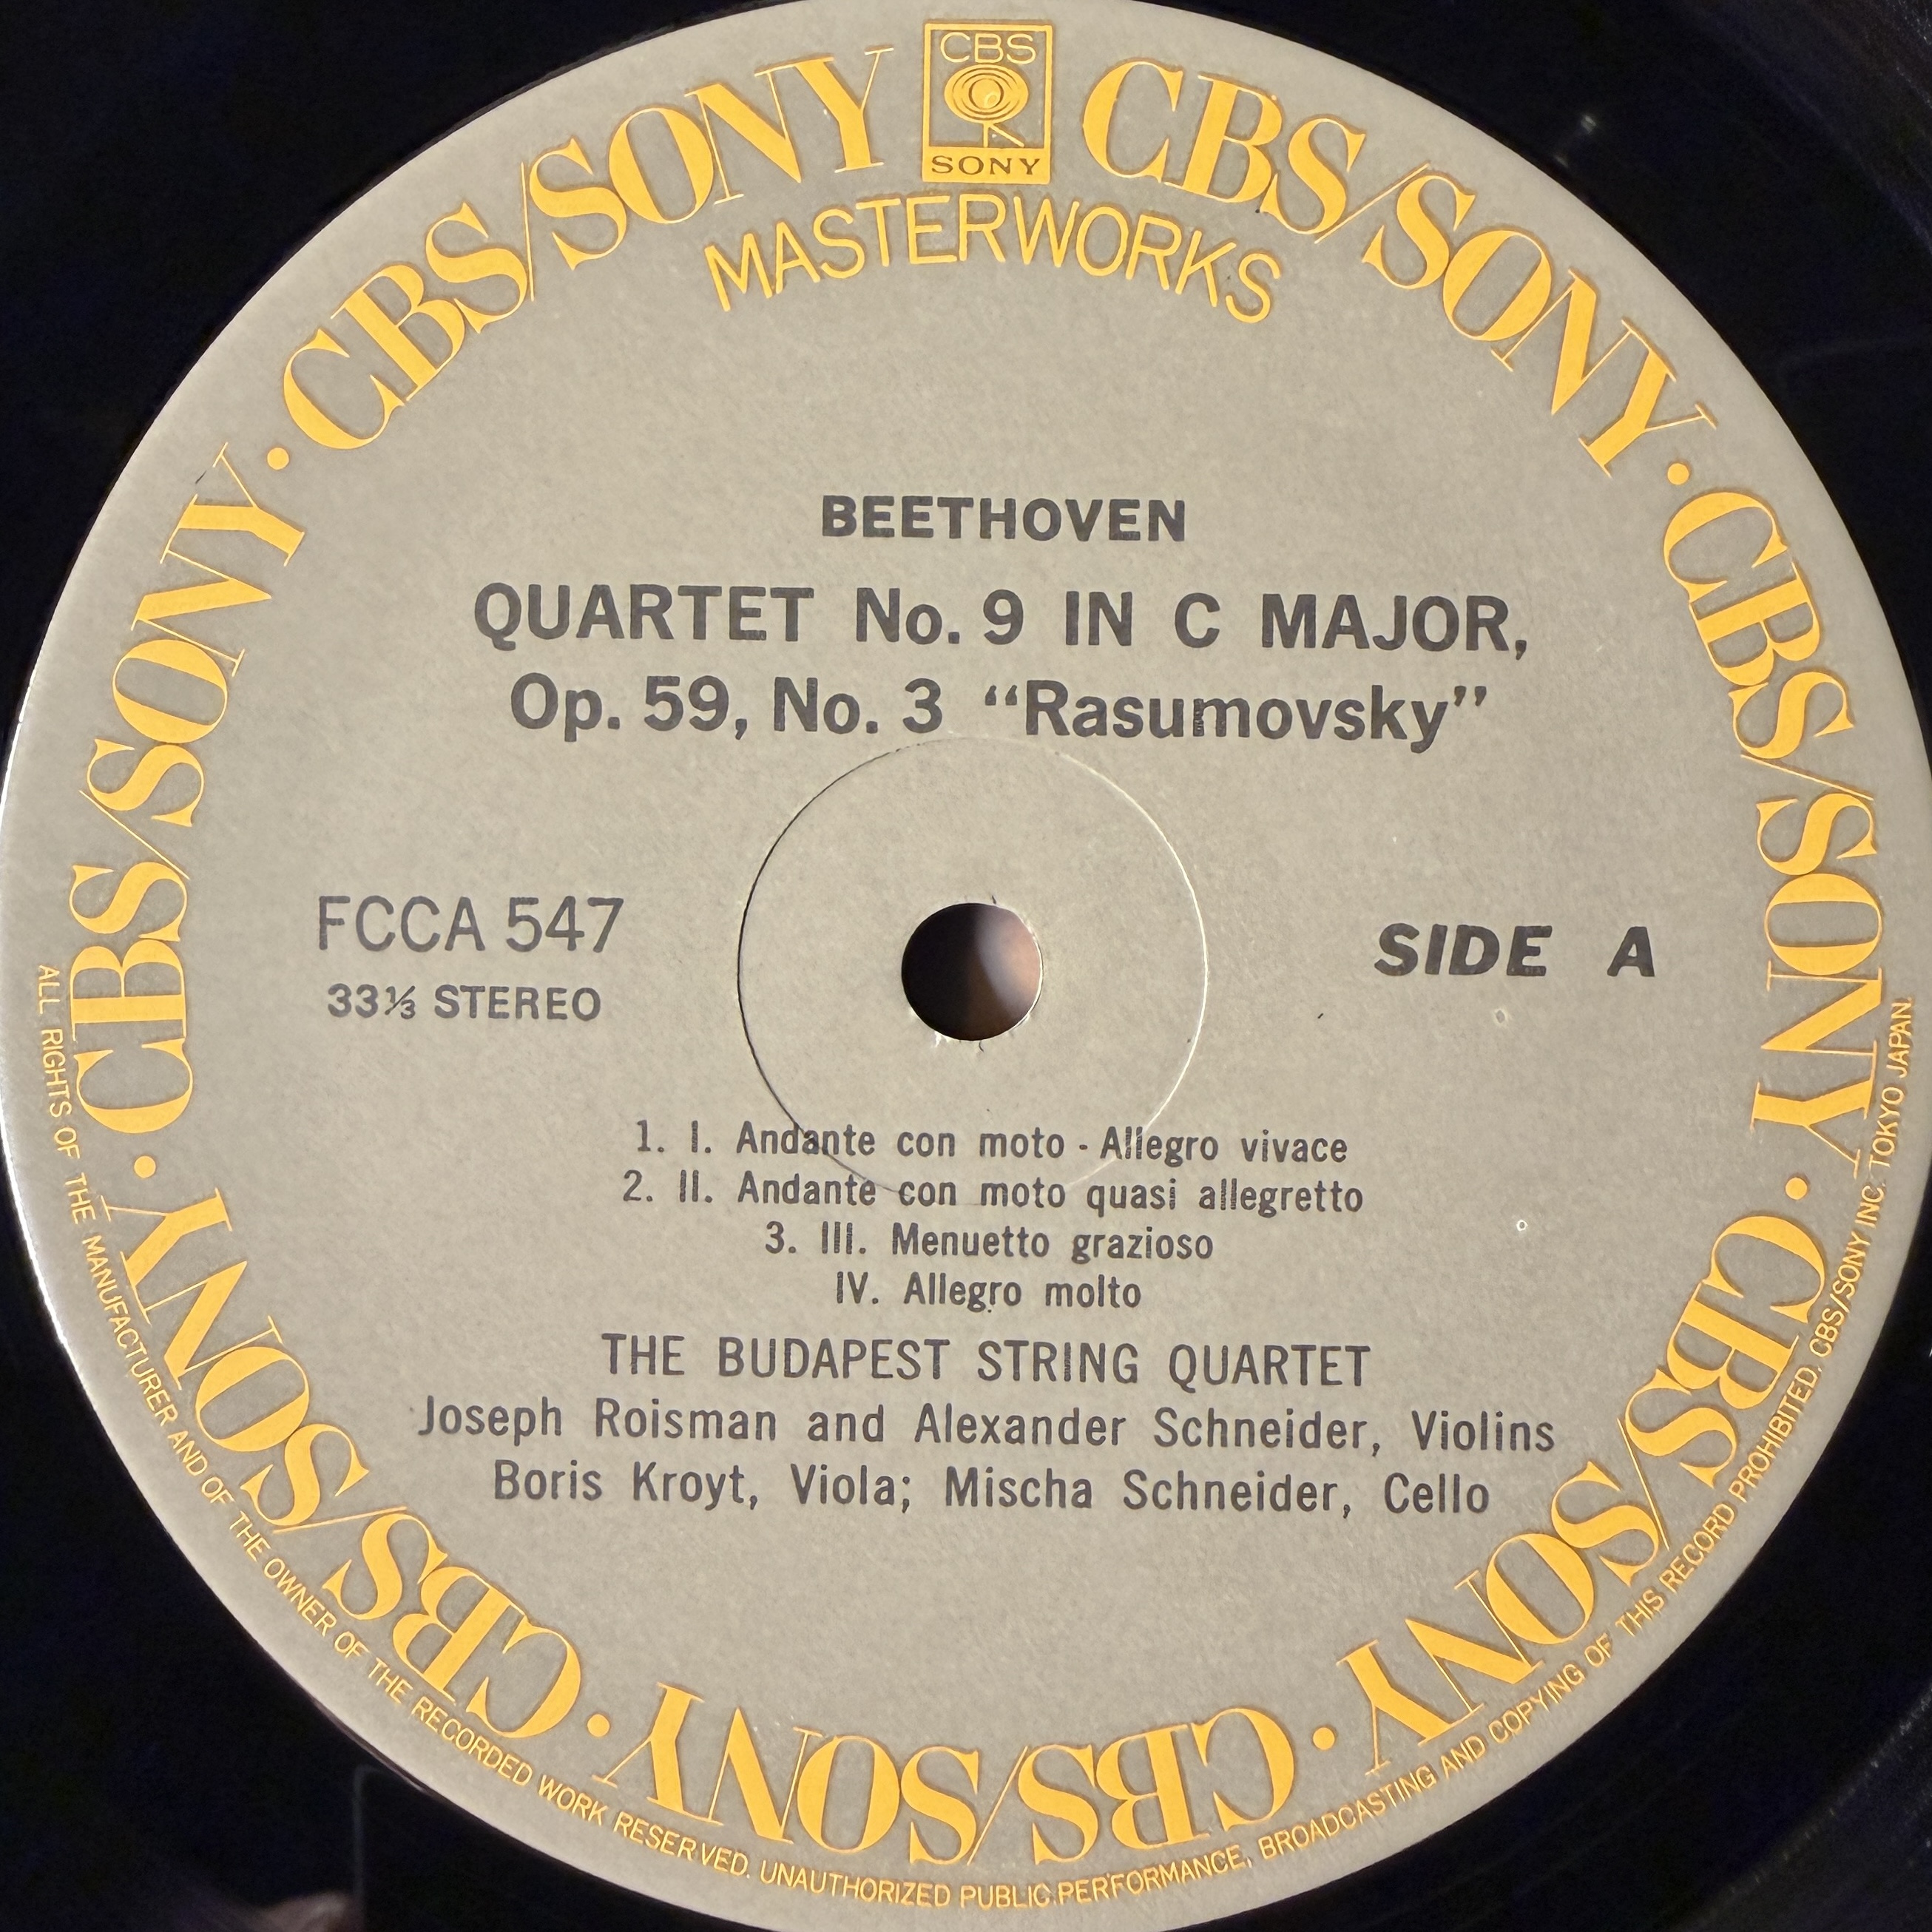 CBS
SONY
CBS/SONY · CBS/SONY · CBS/SONY · CBS/SONY · CBS/SONY · CBS/SONY · CBS/SONY · CBS/SONY
MASTERWORKS
BEETHOVEN
QUARTET No. 9 IN C MAJOR,
Op. 59, No. 3 “Rasumovsky”
FCCA 547
33⅓ STEREO
SIDE A
1. I. Andante con moto - Allegro vivace
2. II. Andante con moto quasi allegretto
3. III. Menuetto grazioso
IV. Allegro molto
THE BUDAPEST STRING QUARTET
Joseph Roisman and Alexander Schneider, Violins
Boris Kroyt, Viola; Mischa Schneider, Cello
ALL RIGHTS OF THE MANUFACTURER AND OF THE OWNER OF THE RECORDED WORK RESERVED. UNAUTHORIZED PUBLIC PERFORMANCE, BROADCASTING AND COPYING OF THIS RECORD PROHIBITED. CBS/SONY INC. TOKYO JAPAN.